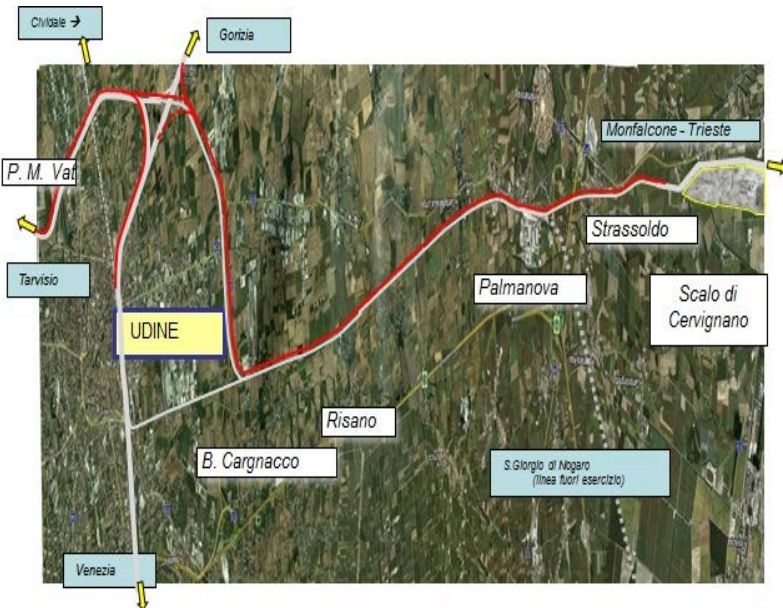 Cividale →
Gorizia
Monfalcone - Trieste
P. M. Vat
Strassoldo
Tarvisio
Palmanova
Scalo di
Cervignano
UDINE
Risano
B. Cargnacco
S.Giorgio di Nogaro
(linea fuori esercizio)
Venezia